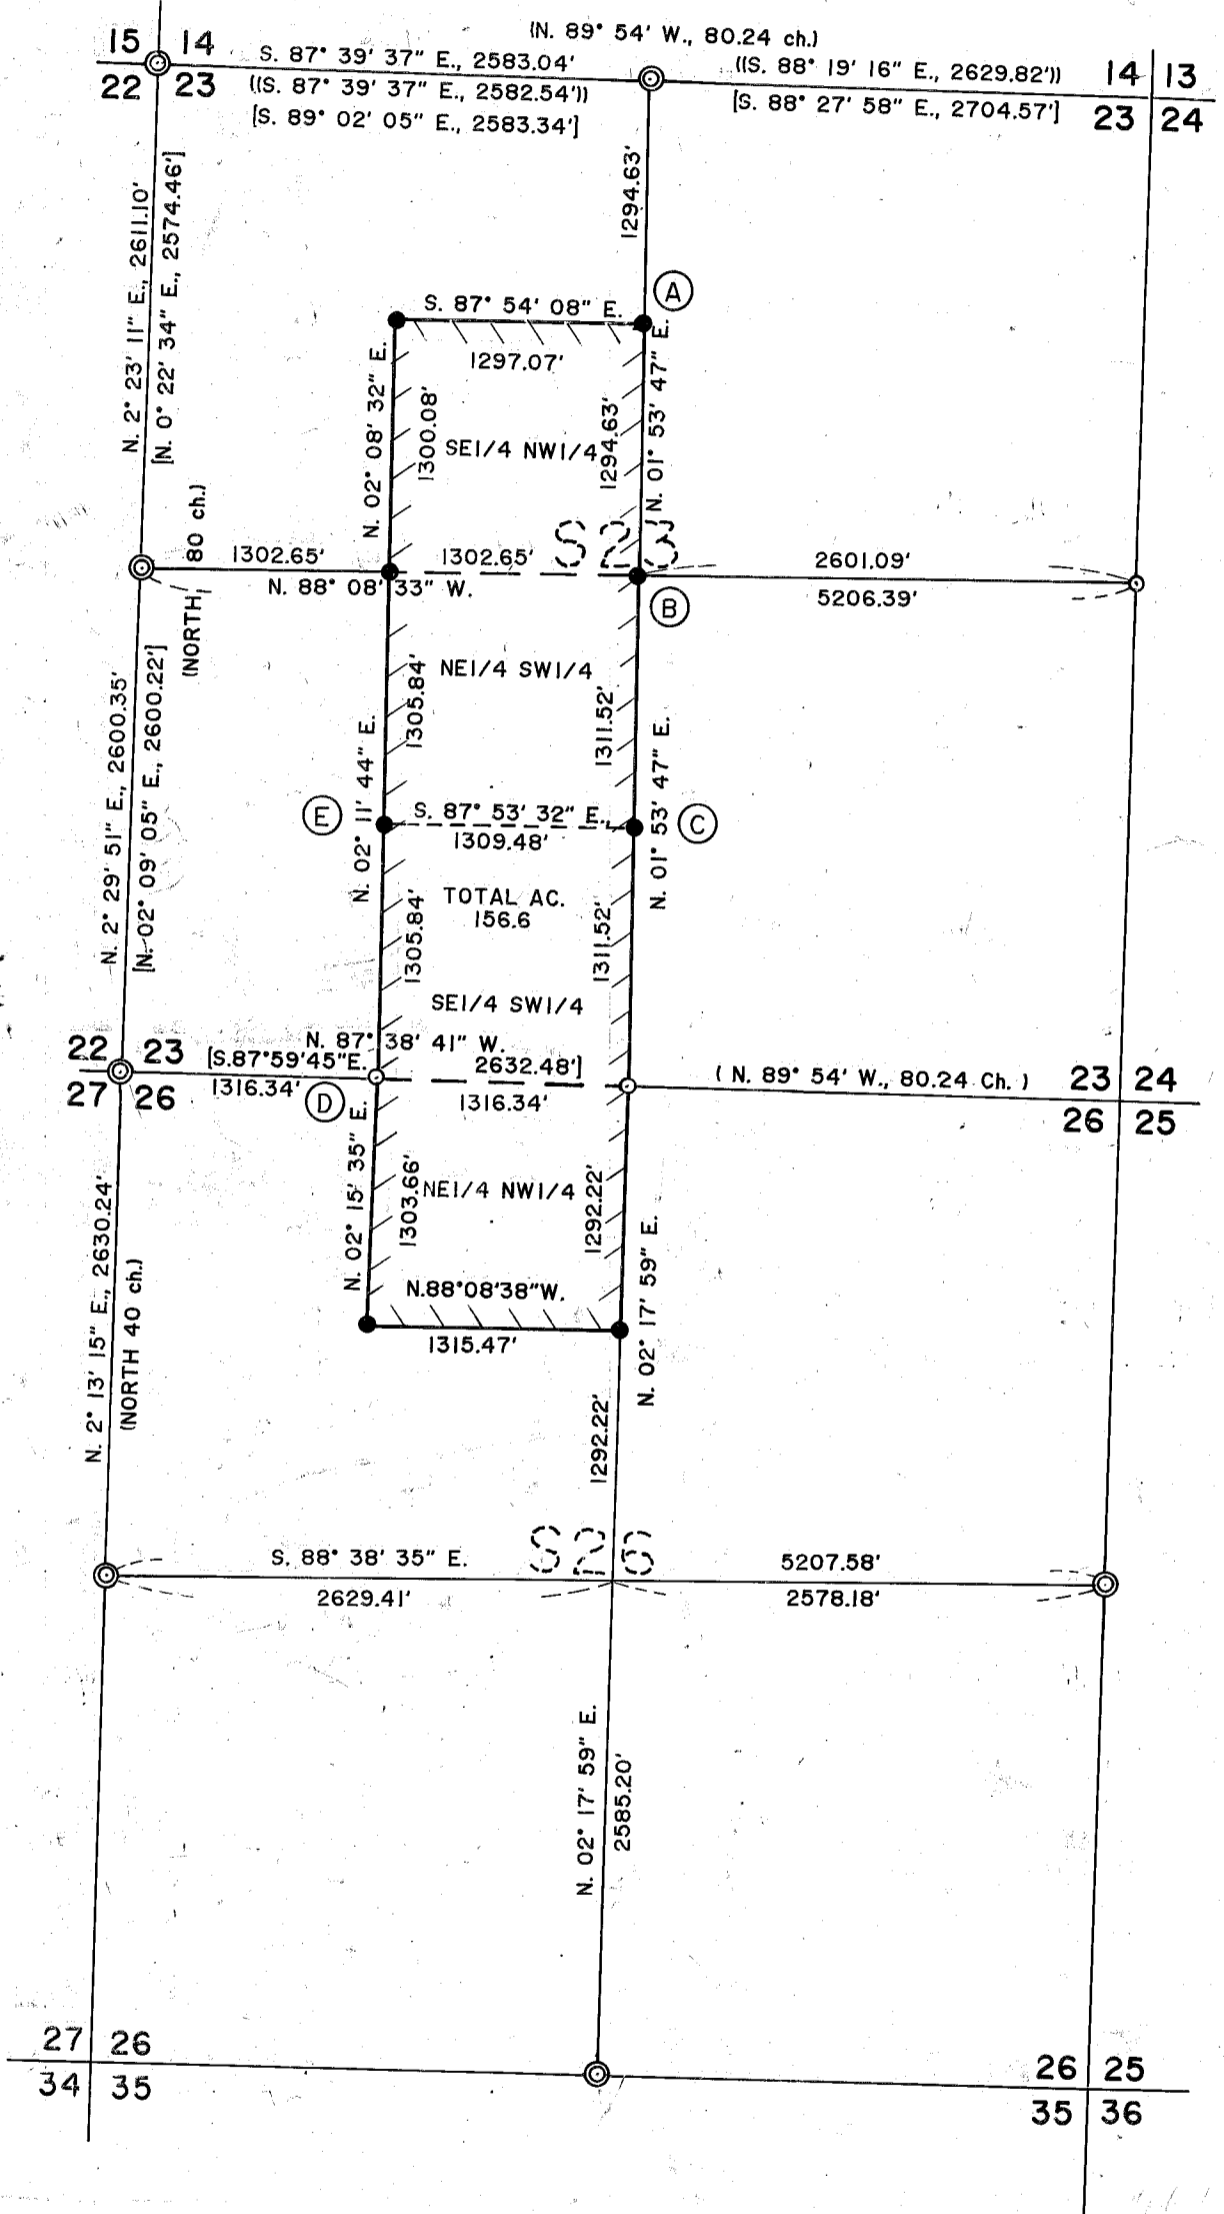 (N. 89° 54' W., 80.24 ch.)
15 14
22 23
S. 87° 39' 37" E., 2583.04'
((S. 87° 39' 37" E., 2582.54'))
[S. 89° 02' 05" E., 2583.34']
((S. 88° 19' 16" E., 2629.82'))
[S. 88° 27' 58" E., 2704.57']
14 13
23 24
N. 2° 23' 11" E., 2611.10'
[N. 0° 22' 34" E., 2574.46']
1294.63'
A
S. 87° 54' 08" E.
1297.07'
N. 02° 08' 32" E.
1300.08'
SE1/4 NW1/4
1294.63'
N. 01° 53' 47" E.
(NORTH, 80 ch.)
1302.65'
1302.65'
N. 88° 08' 33" W.
S 23
B
2601.09'
5206.39'
N. 2° 29' 51" E., 2600.35'
[N. 02° 09' 05" E., 2600.22']
NE1/4 SW1/4
1305.84'
1311.52'
N. 02° 11' 44" E.
N. 01° 53' 47" E.
E
S. 87° 53' 32" E.
1309.48'
C
TOTAL AC.
156.6
1305.84'
1311.52'
SE1/4 SW1/4
22 23
27 26
N. 87° 38' 41" W.
[S.87°59'45"E. 2632.48']
1316.34'
D
1316.34'
( N. 89° 54' W., 80.24 Ch. )
23 24
26 25
N. 02° 15' 35" E.
1303.66'
NE1/4 NW1/4
1292.22'
N. 02° 17' 59" E.
N.88°08'38"W.
1315.47'
N. 2° 13' 15" E., 2630.24'
(NORTH 40 ch.)
1292.22'
S 26
S. 88° 38' 35" E.
2629.41'
5207.58'
2578.18'
N. 02° 17' 59" E.
2585.20'
27 26
34 35
26 25
35 36